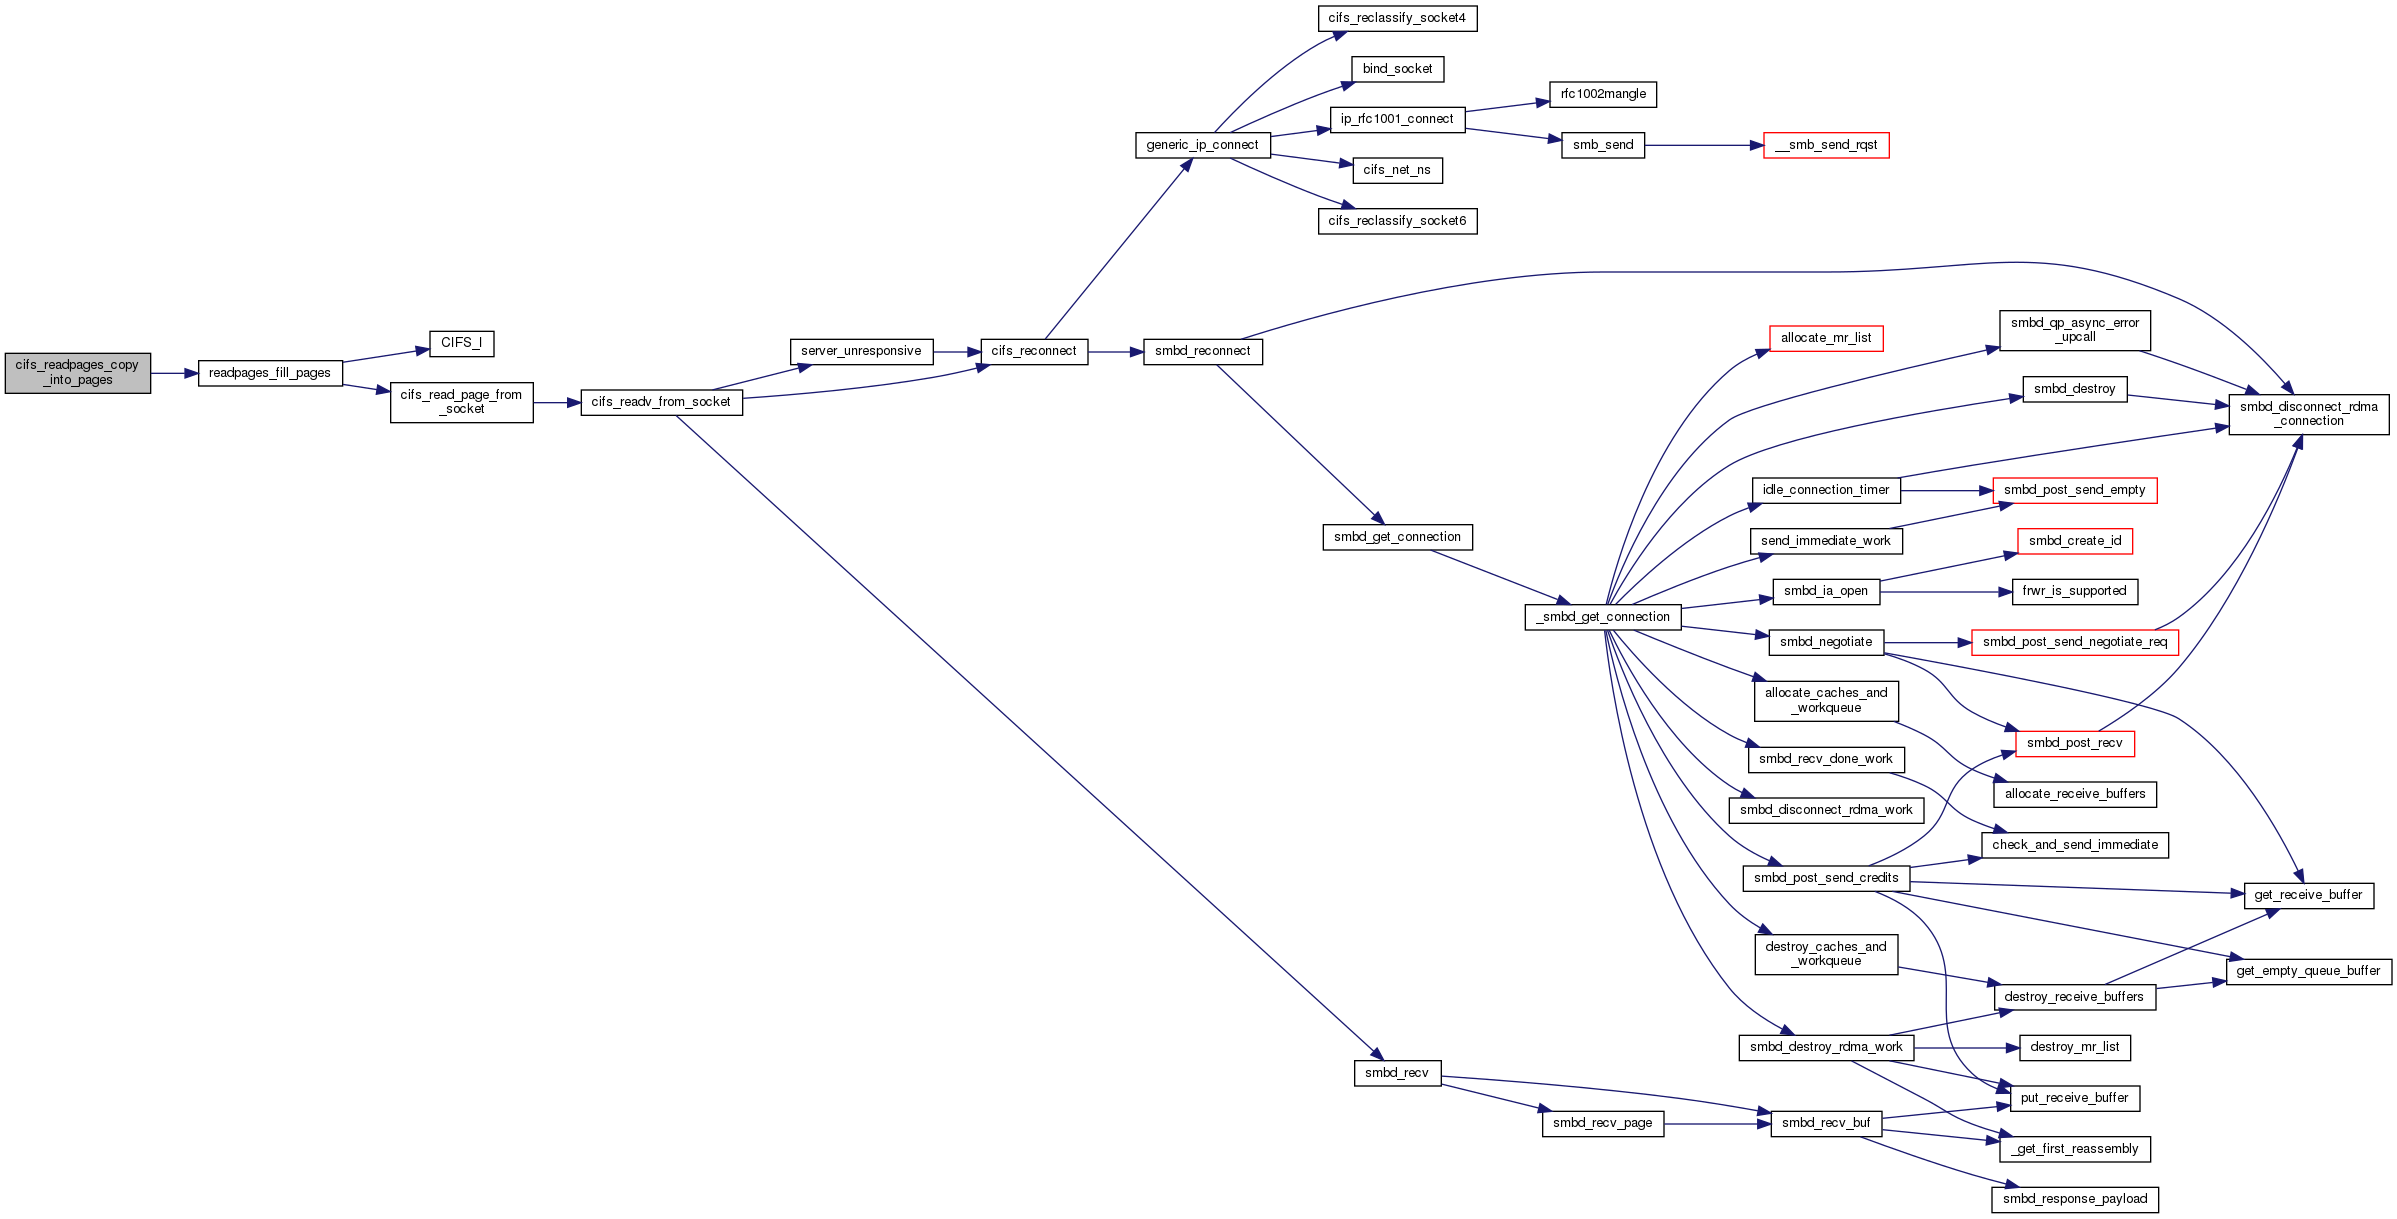 cifs_reclassify_socket4
bind_socket
rfc1002mangle
ip_rfc1001_connect
generic_ip_connect
smb_send
__smb_send_rqst
cifs_net_ns
cifs_reclassify_socket6
smbd_qp_async_error
_upcall
allocate_mr_list
CIFS_I
server_unresponsive
cifs_reconnect
smbd_reconnect
cifs_readpages_copy
_into_pages
readpages_fill_pages
smbd_destroy
cifs_read_page_from
_socket
cifs_readv_from_socket
smbd_disconnect_rdma
_connection
idle_connection_timer
smbd_post_send_empty
smbd_get_connection
send_immediate_work
smbd_create_id
smbd_ia_open
frwr_is_supported
_smbd_get_connection
smbd_negotiate
smbd_post_send_negotiate_req
allocate_caches_and
_workqueue
smbd_post_recv
smbd_recv_done_work
allocate_receive_buffers
smbd_disconnect_rdma_work
check_and_send_immediate
smbd_post_send_credits
get_receive_buffer
destroy_caches_and
_workqueue
get_empty_queue_buffer
destroy_receive_buffers
smbd_destroy_rdma_work
destroy_mr_list
smbd_recv
put_receive_buffer
smbd_recv_page
smbd_recv_buf
_get_first_reassembly
smbd_response_payload